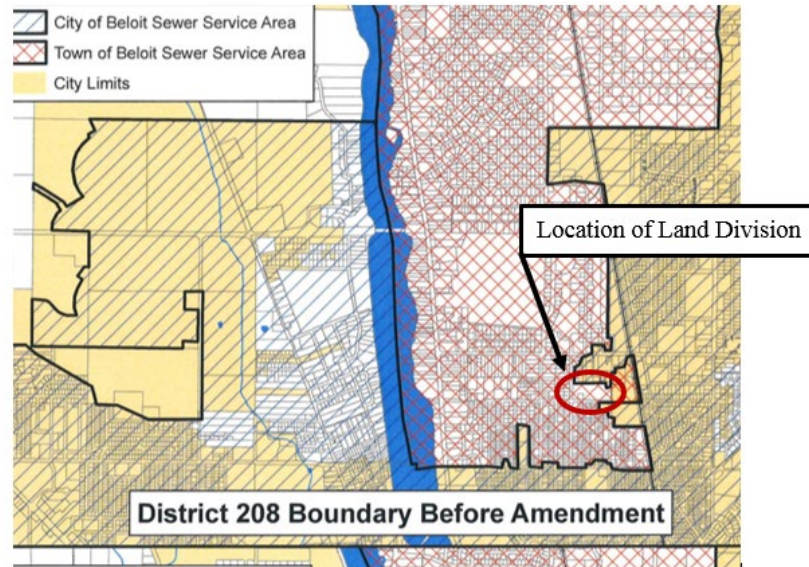 City of Beloit Sewer Service Area
Town of Beloit Sewer Service Area
City Limits
Location of Land Division
District 208 Boundary Before Amendment